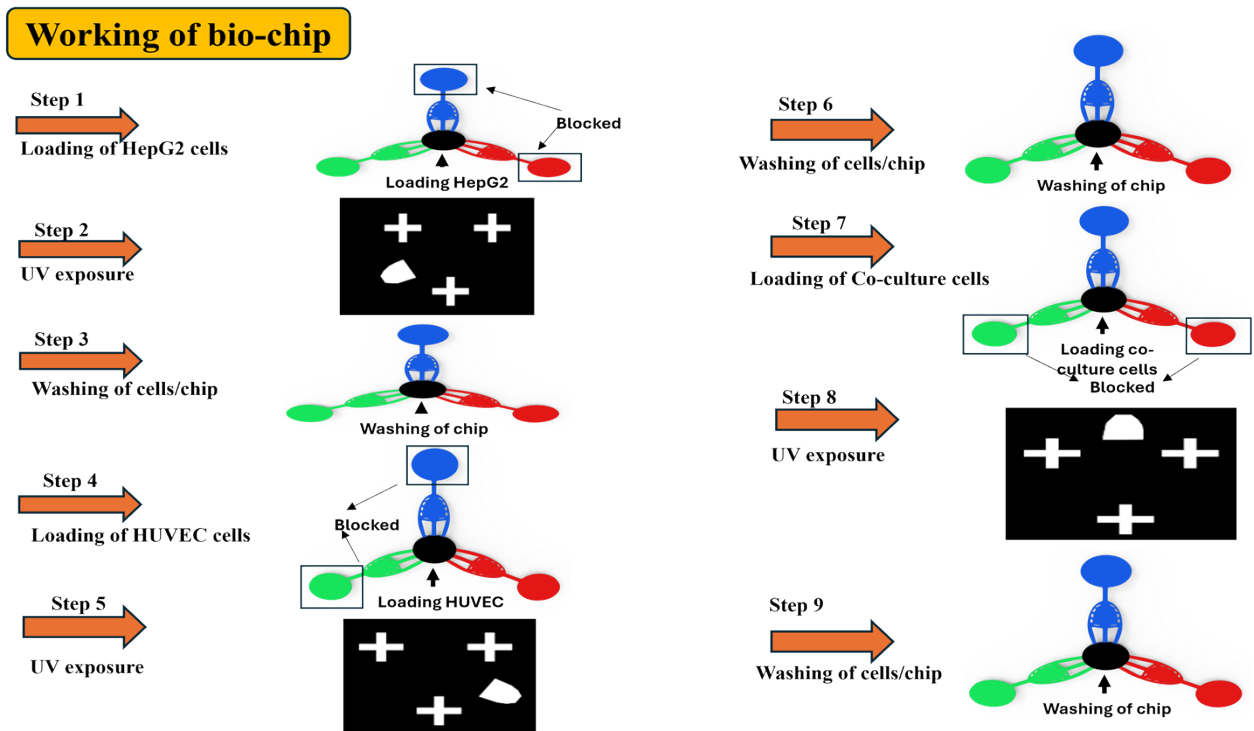 Working of bio-chip
Step 1
Loading of HepG2 cells
Blocked
Loading HepG2
Step 2
UV exposure
Step 3
Washing of cells/chip
Washing of chip
Step 4
Loading of HUVEC cells
Blocked
Loading HUVEC
Step 5
UV exposure
Step 6
Washing of cells/chip
Washing of chip
Step 7
Loading of Co-culture cells
Loading co-
culture cells
Blocked
Step 8
UV exposure
Step 9
Washing of cells/chip
Washing of chip